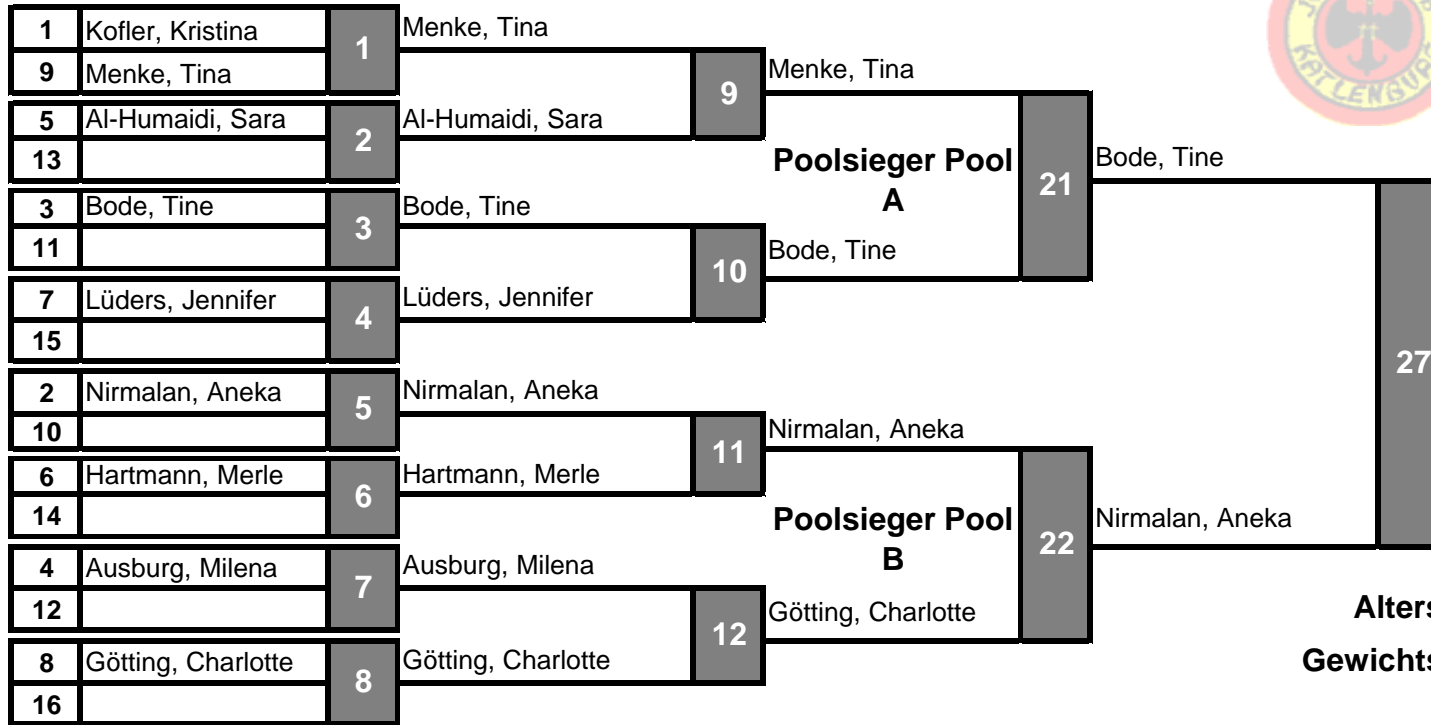 1 Kofler, Kristina 1 Menke, Tina
9 Menke, Tina 9 Menke, Tina
5 Al-Humaidi, Sara 2 Al-Humaidi, Sara
13 Poolsieger Pool A 21 Bode, Tine
3 Bode, Tine 3 Bode, Tine
11 10 Bode, Tine
7 Lüders, Jennifer 4 Lüders, Jennifer
15
27
2 Nirmalan, Aneka 5 Nirmalan, Aneka
10 11 Nirmalan, Aneka
6 Hartmann, Merle 6 Hartmann, Merle
14 Poolsieger Pool B 22 Nirmalan, Aneka
4 Ausburg, Milena 7 Ausburg, Milena
12 12 Götting, Charlotte
Alters
8 Götting, Charlotte 8 Götting, Charlotte
Gewichts
16
KATLENBURG